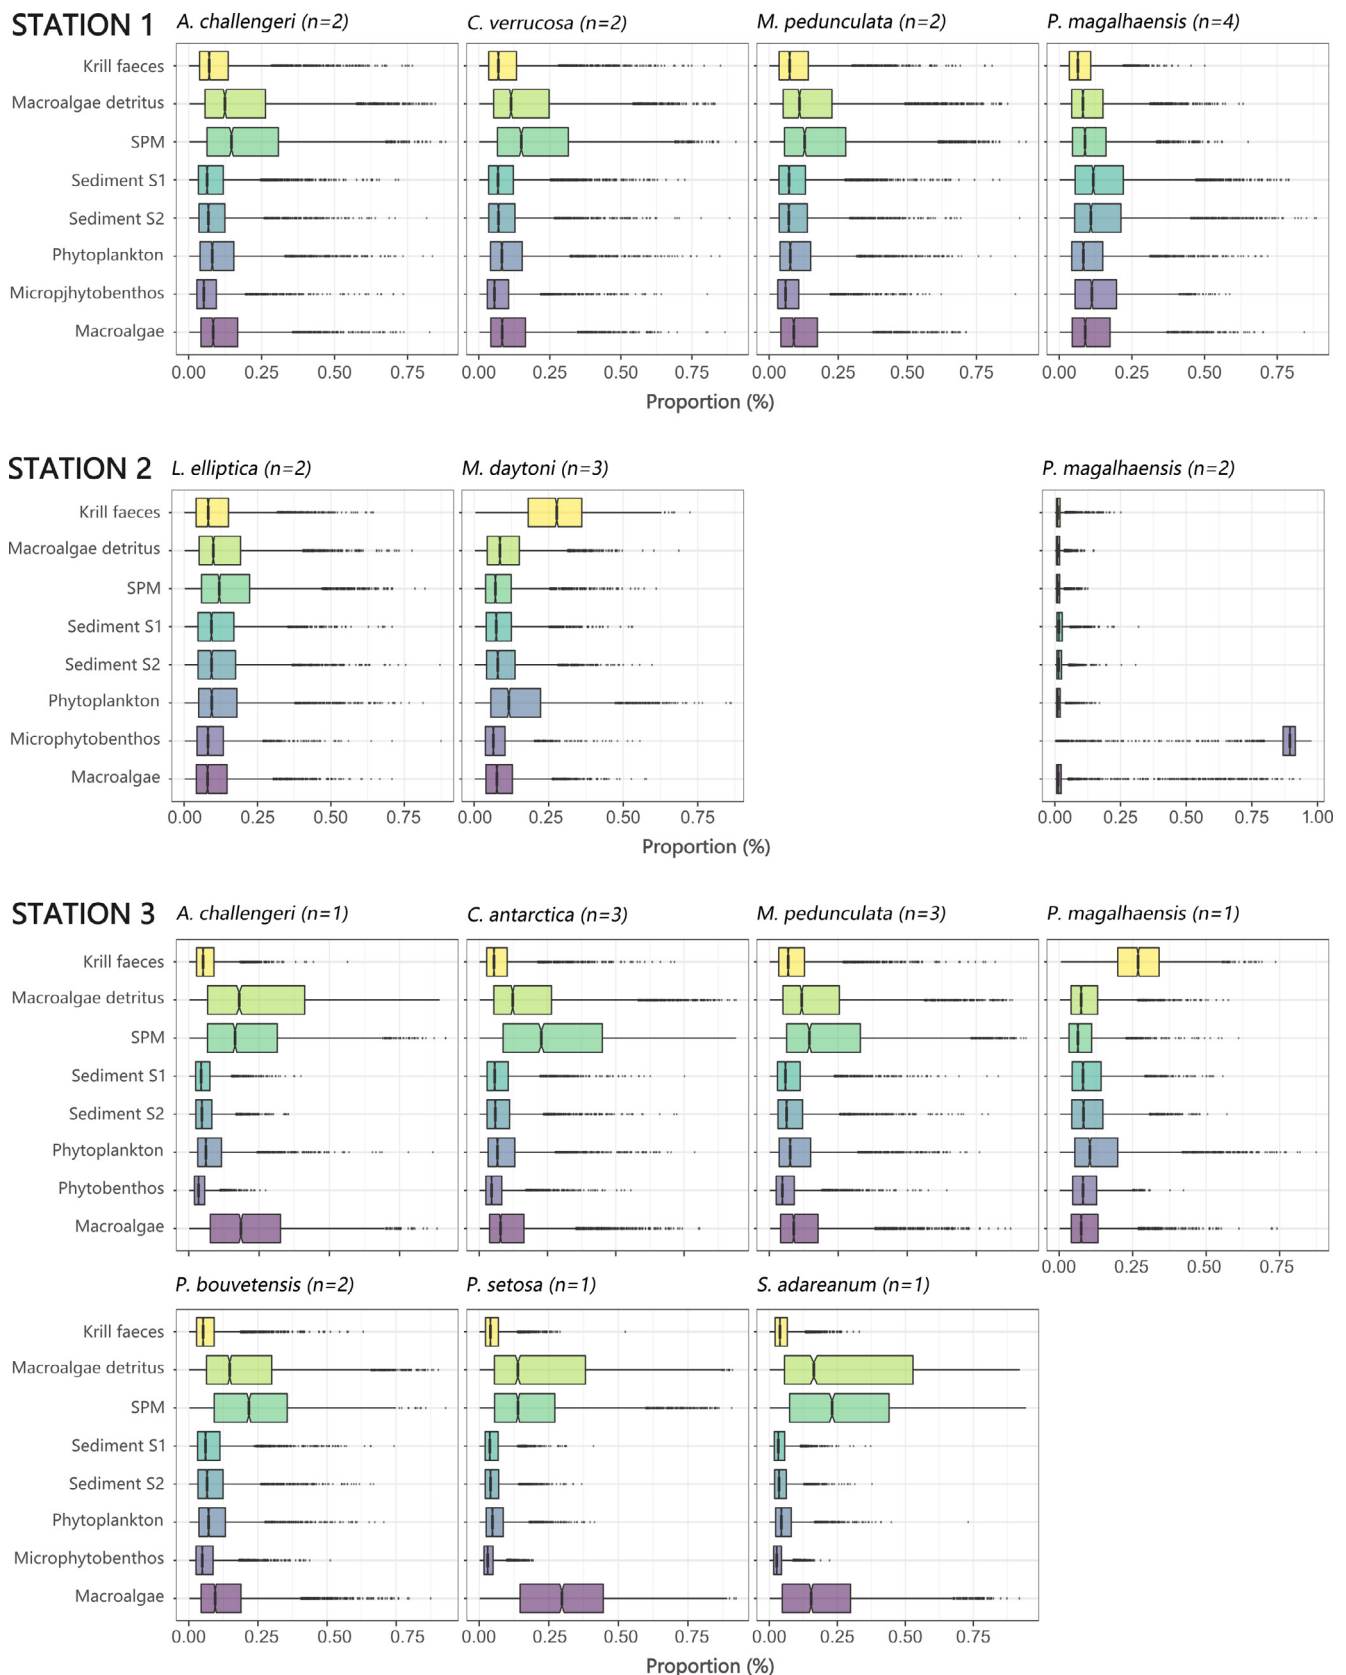 STATION 1
A. challengeri (n=2)
C. verrucosa (n=2)
M. pedunculata (n=2)
P. magalhaensis (n=4)
Krill faeces
Macroalgae detritus
SPM
Sediment S1
Sediment S2
Phytoplankton
Micropjhytobenthos
Macroalgae
0.00 0.25 0.50 0.75
0.00 0.25 0.50 0.75
0.00 0.25 0.50 0.75
0.00 0.25 0.50 0.75
Proportion (%)
STATION 2
L. elliptica (n=2)
M. daytoni (n=3)
P. magalhaensis (n=2)
Krill faeces
Macroalgae detritus
SPM
Sediment S1
Sediment S2
Phytoplankton
Microphytobenthos
Macroalgae
0.00 0.25 0.50 0.75
0.00 0.25 0.50 0.75
0.00 0.25 0.50 0.75 1.00
Proportion (%)
STATION 3
A. challengeri (n=1)
C. antarctica (n=3)
M. pedunculata (n=3)
P. magalhaensis (n=1)
Krill faeces
Macroalgae detritus
SPM
Sediment S1
Sediment S2
Phytoplankton
Phytobenthos
Macroalgae
0.00 0.25 0.50 0.75
P. bouvetensis (n=2)
P. setosa (n=1)
S. adareanum (n=1)
Krill faeces
Macroalgae detritus
SPM
Sediment S1
Sediment S2
Phytoplankton
Microphytobenthos
Macroalgae
0.00 0.25 0.50 0.75
0.00 0.25 0.50 0.75
0.00 0.25 0.50 0.75
Proportion (%)